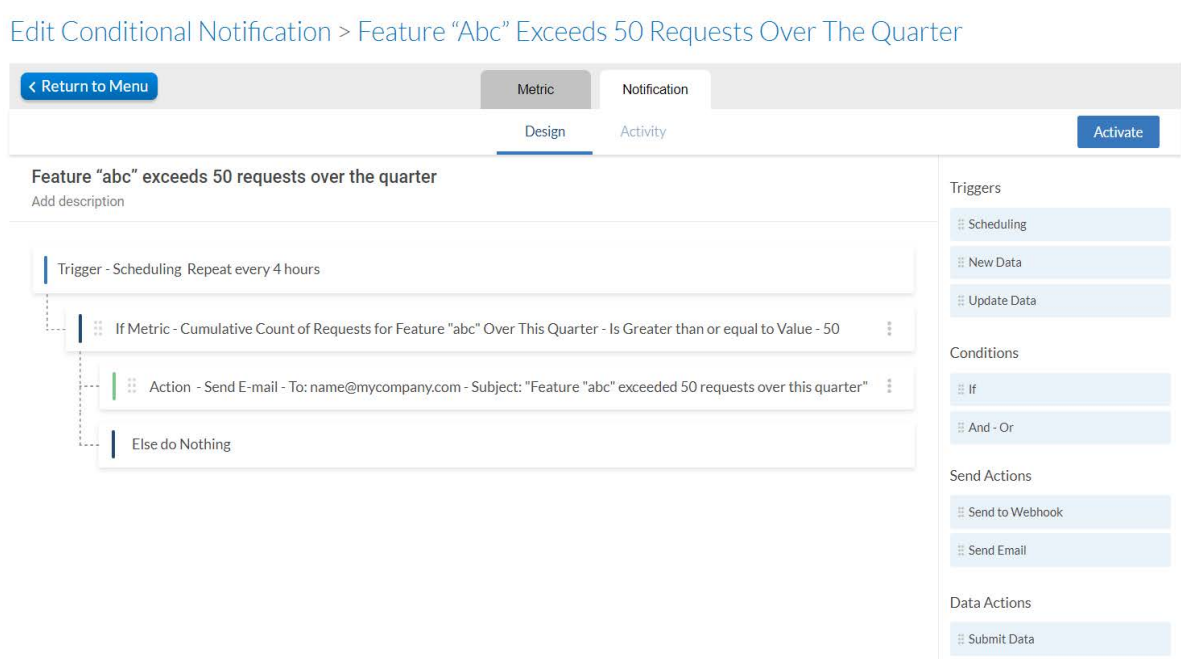 Edit Conditional Notification > Feature “Abc” Exceeds 50 Requests Over The Quarter
< Return to Menu
Metric
Notification
Design
Activity
Activate
Feature “abc” exceeds 50 requests over the quarter
Add description
Trigger - Scheduling Repeat every 4 hours
If Metric - Cumulative Count of Requests for Feature "abc" Over This Quarter - Is Greater than or equal to Value - 50
Action - Send E-mail - To: name@mycompany.com - Subject: "Feature "abc" exceeded 50 requests over this quarter”
Else do Nothing
Triggers
Scheduling
New Data
Update Data
Conditions
If
And - Or
Send Actions
Send to Webhook
Send Email
Data Actions
Submit Data